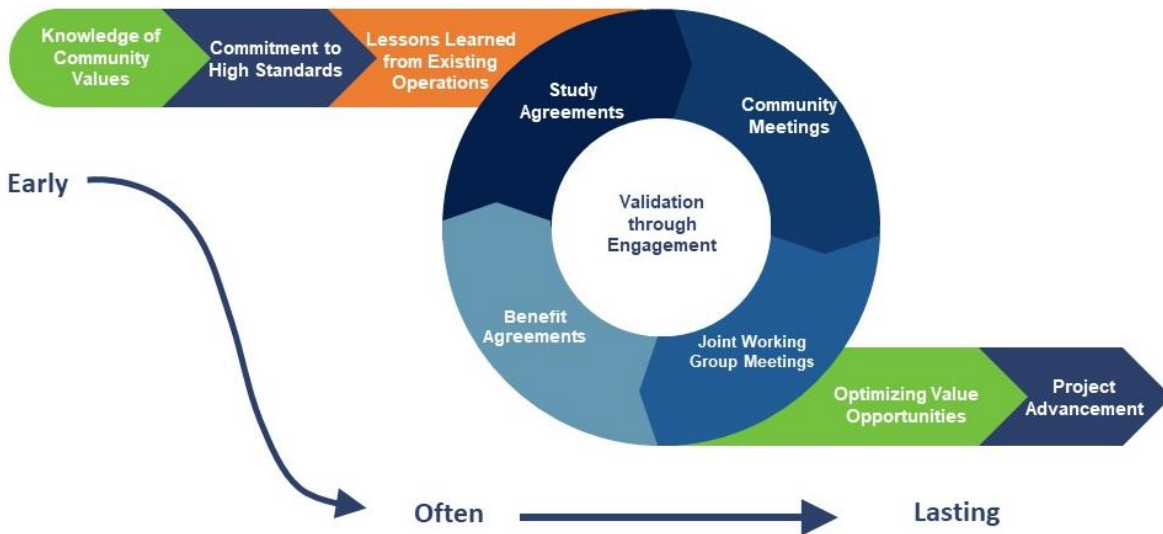 Knowledge of
Community
Values
Commitment to
High Standards
Lessons Learned
from Existing
Operations
Study
Agreements
Community
Meetings
Validation
through
Engagement
Benefit
Agreements
Joint Working
Group Meetings
Optimizing Value
Opportunities
Project
Advancement
Early
Often
Lasting